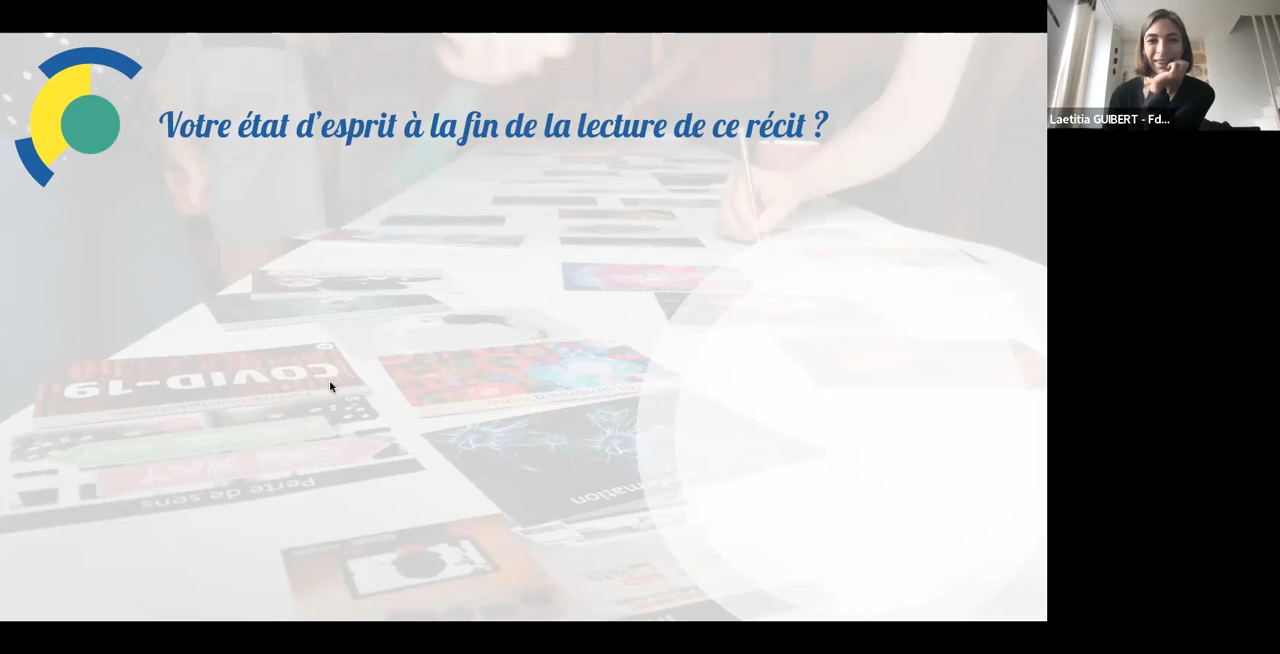 Votre état d'esprit à la fin de la lecture de ce récit ?
Laetitia GUIBERT - Fd...
COVID-19
Perte de sens